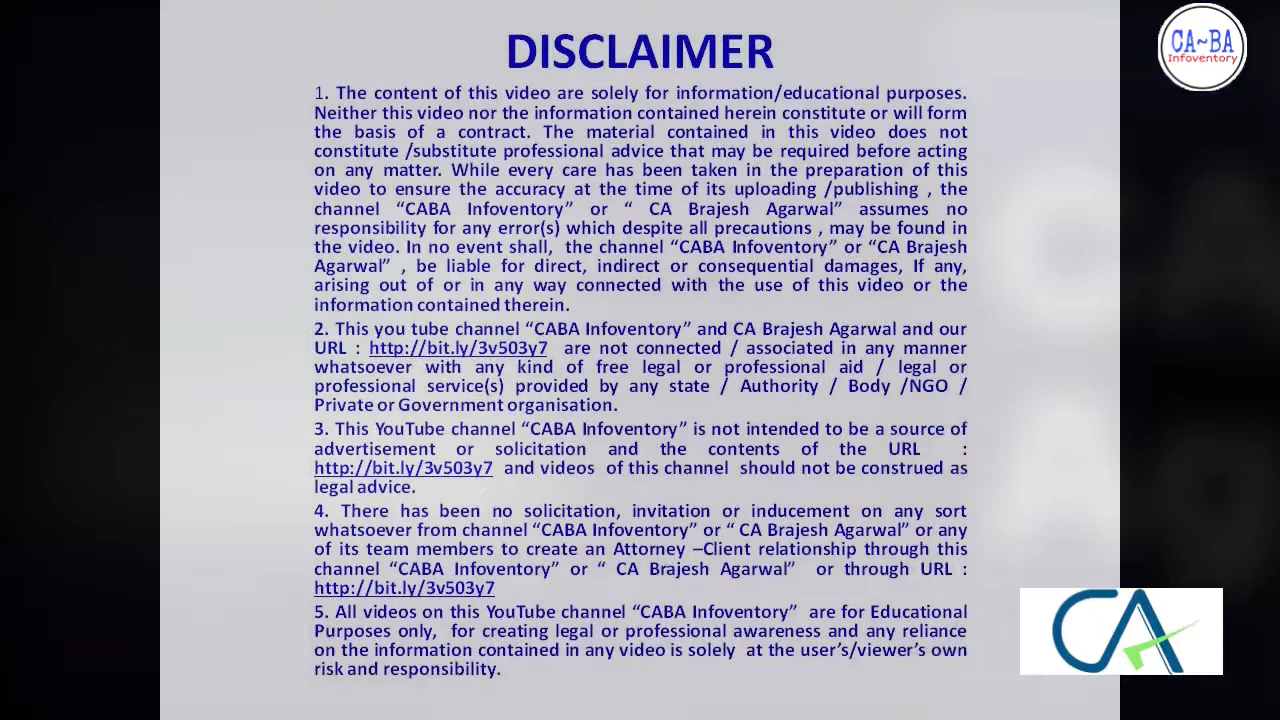 DISCLAIMER
CA~BA
Infoventory
1. The content of this video are solely for information/educational purposes.
Neither this video nor the information contained herein constitute or will form
the basis of a contract. The material contained in this video does not
constitute /substitute professional advice that may be required before acting
on any matter. While every care has been taken in the preparation of this
video to ensure the accuracy at the time of its uploading /publishing , the
channel “CABA Infoventory” or “ CA Brajesh Agarwal” assumes no
responsibility for any error(s) which despite all precautions , may be found in
the video. In no event shall, the channel “CABA Infoventory” or “CA Brajesh
Agarwal” , be liable for direct, indirect or consequential damages, If any,
arising out of or in any way connected with the use of this video or the
information contained therein.
2. This you tube channel “CABA Infoventory” and CA Brajesh Agarwal and our
URL : http://bit.ly/3v503y7 are not connected / associated in any manner
whatsoever with any kind of free legal or professional aid / legal or
professional service(s) provided by any state / Authority / Body /NGO /
Private or Government organisation.
3. This YouTube channel “CABA Infoventory” is not intended to be a source of
advertisement or solicitation and the contents of the URL :
http://bit.ly/3v503y7 and videos of this channel should not be construed as
legal advice.
4. There has been no solicitation, invitation or inducement on any sort
whatsoever from channel “CABA Infoventory” or “ CA Brajesh Agarwal” or any
of its team members to create an Attorney –Client relationship through this
channel “CABA Infoventory” or “ CA Brajesh Agarwal” or through URL :
http://bit.ly/3v503y7
5. All videos on this YouTube channel “CABA Infoventory” are for Educational
Purposes only, for creating legal or professional awareness and any reliance
on the information contained in any video is solely at the user’s/viewer’s own
risk and responsibility.
CA